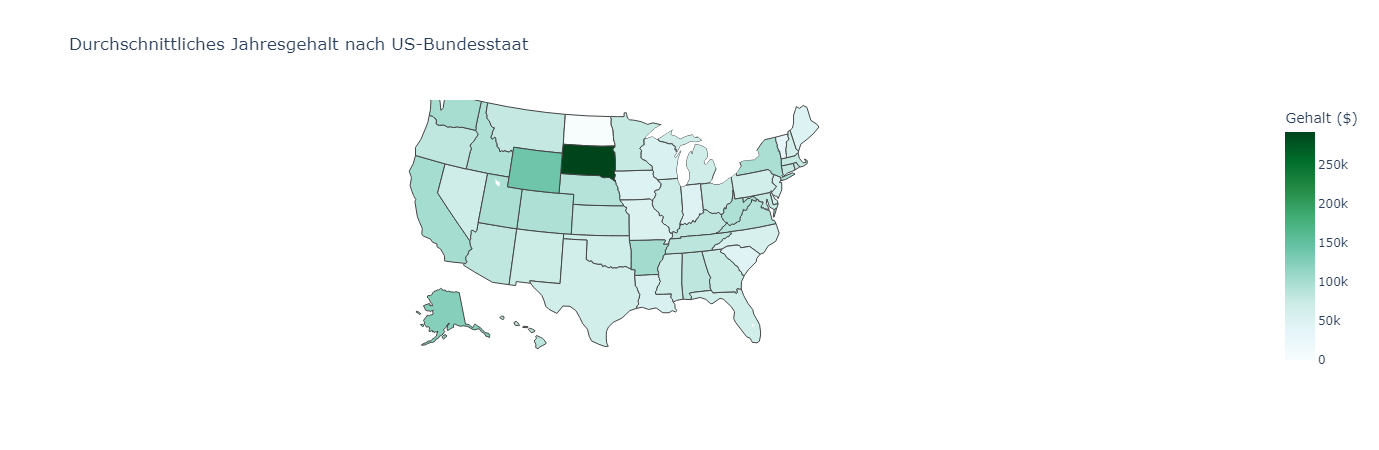 Durchschnittliches Jahresgehalt nach US-Bundesstaat
Gehalt ($)
250k
200k
150k
100k
50k
0